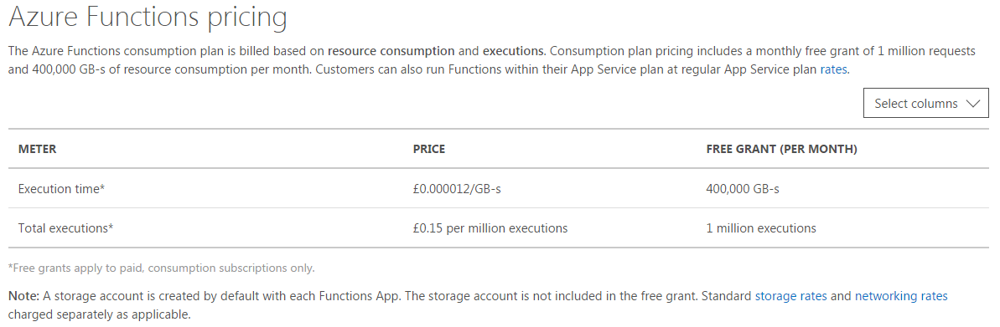 Azure Functions pricing
The Azure Functions consumption plan is billed based on resource consumption and executions. Consumption plan pricing includes a monthly free grant of 1 million requests
and 400,000 GB-s of resource consumption per month. Customers can also run Functions within their App Service plan at regular App Service plan rates.
Select columns
METER PRICE FREE GRANT (PER MONTH)
Execution time* £0.000012/GB-s 400,000 GB-s
Total executions* £0.15 per million executions 1 million executions
*Free grants apply to paid, consumption subscriptions only.
Note: A storage account is created by default with each Functions App. The storage account is not included in the free grant. Standard storage rates and networking rates
charged separately as applicable.